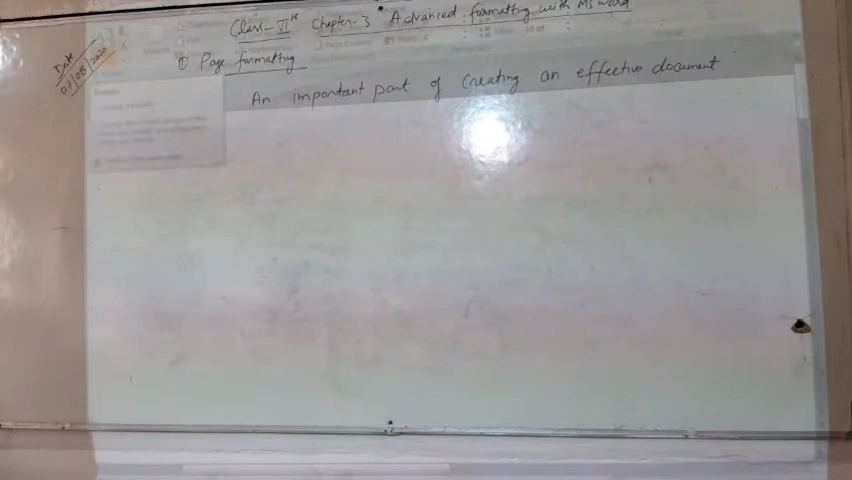 Class-VIth Chapter-3 Advanced formatting with MS word
Date
07/08/2020
① Page formatting
An important part of Creating an effective document